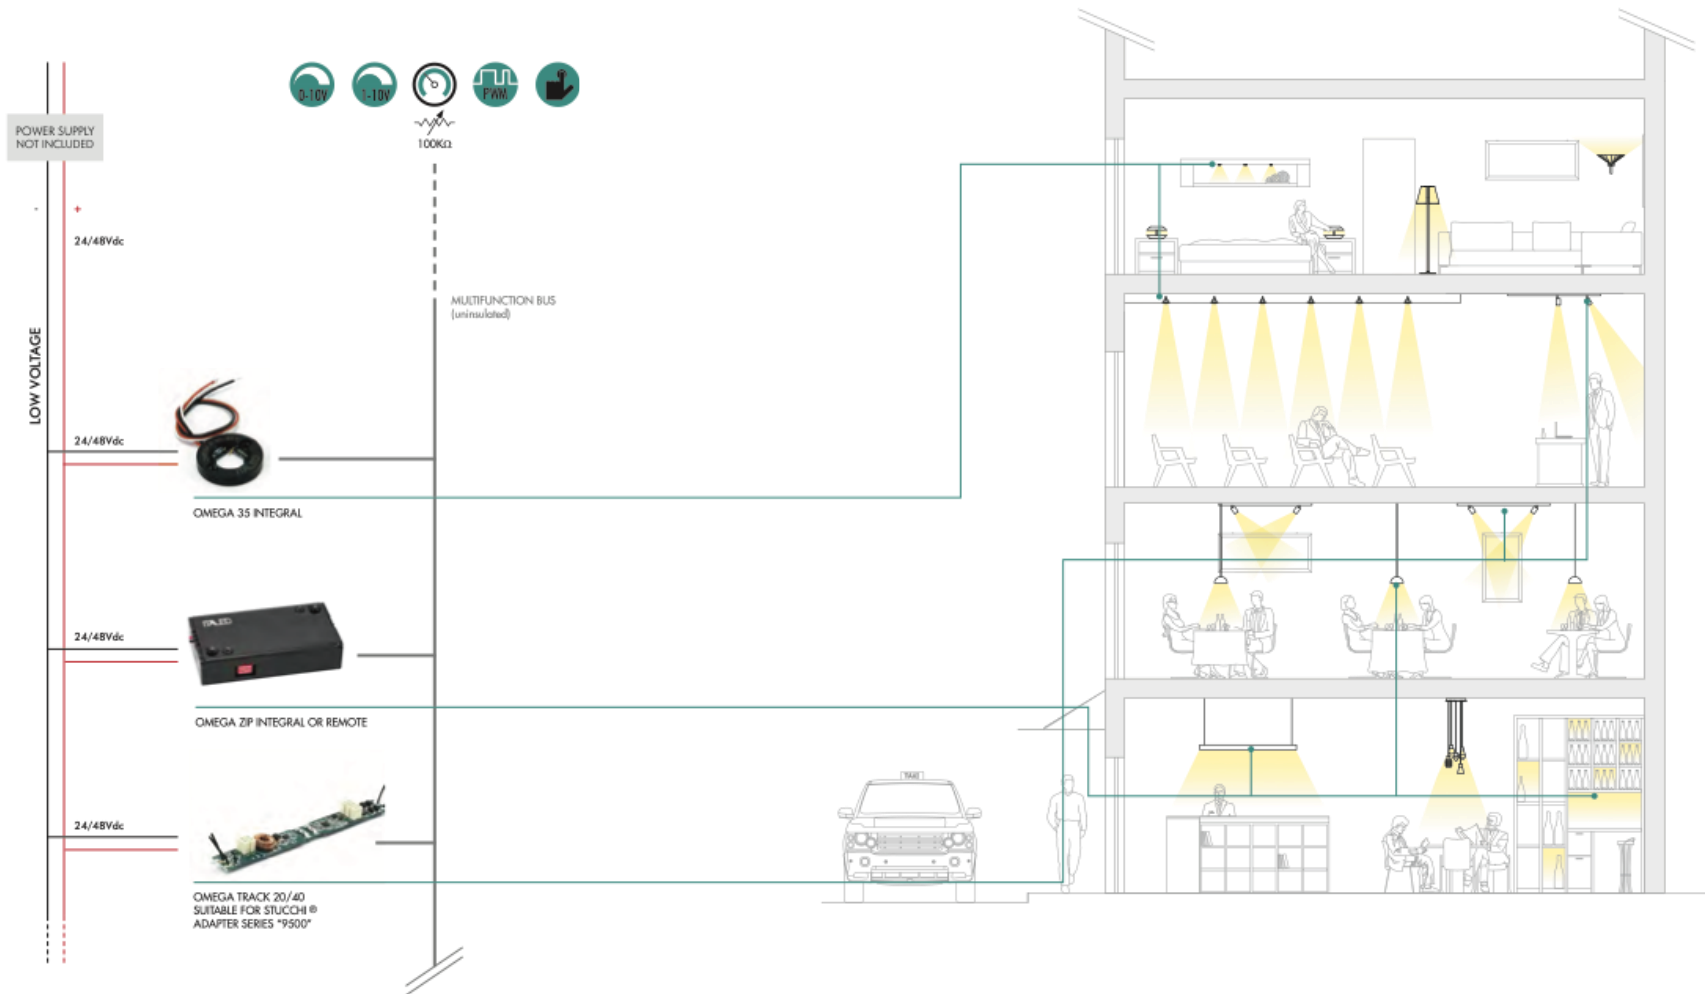 0-10V
1-10V
PWM
100KΩ
POWER SUPPLY
NOT INCLUDED
-
+
24/48Vdc
MULTIFUNCTION BUS
(uninsulated)
LOW VOLTAGE
24/48Vdc
OMEGA 35 INTEGRAL
24/48Vdc
OMEGA ZIP INTEGRAL OR REMOTE
TAXI
24/48Vdc
OMEGA TRACK 20/40
SUITABLE FOR STUCCHI ®
ADAPTER SERIES "9500"